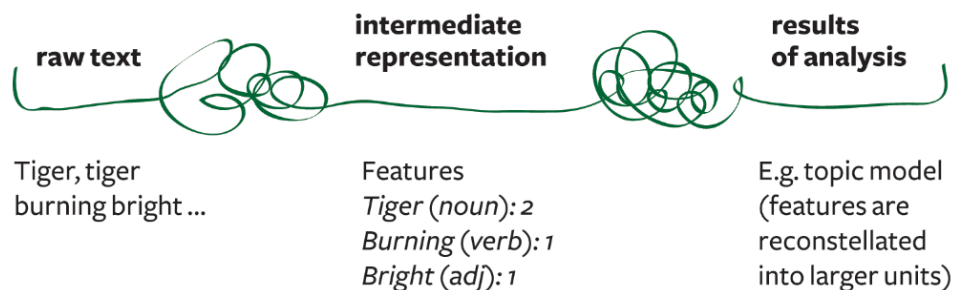 raw text
intermediate
representation
results
of analysis
Tiger, tiger
burning bright ...
Features
Tiger (noun): 2
Burning (verb): 1
Bright (adj): 1
E.g. topic model
(features are
reconstellated
into larger units)